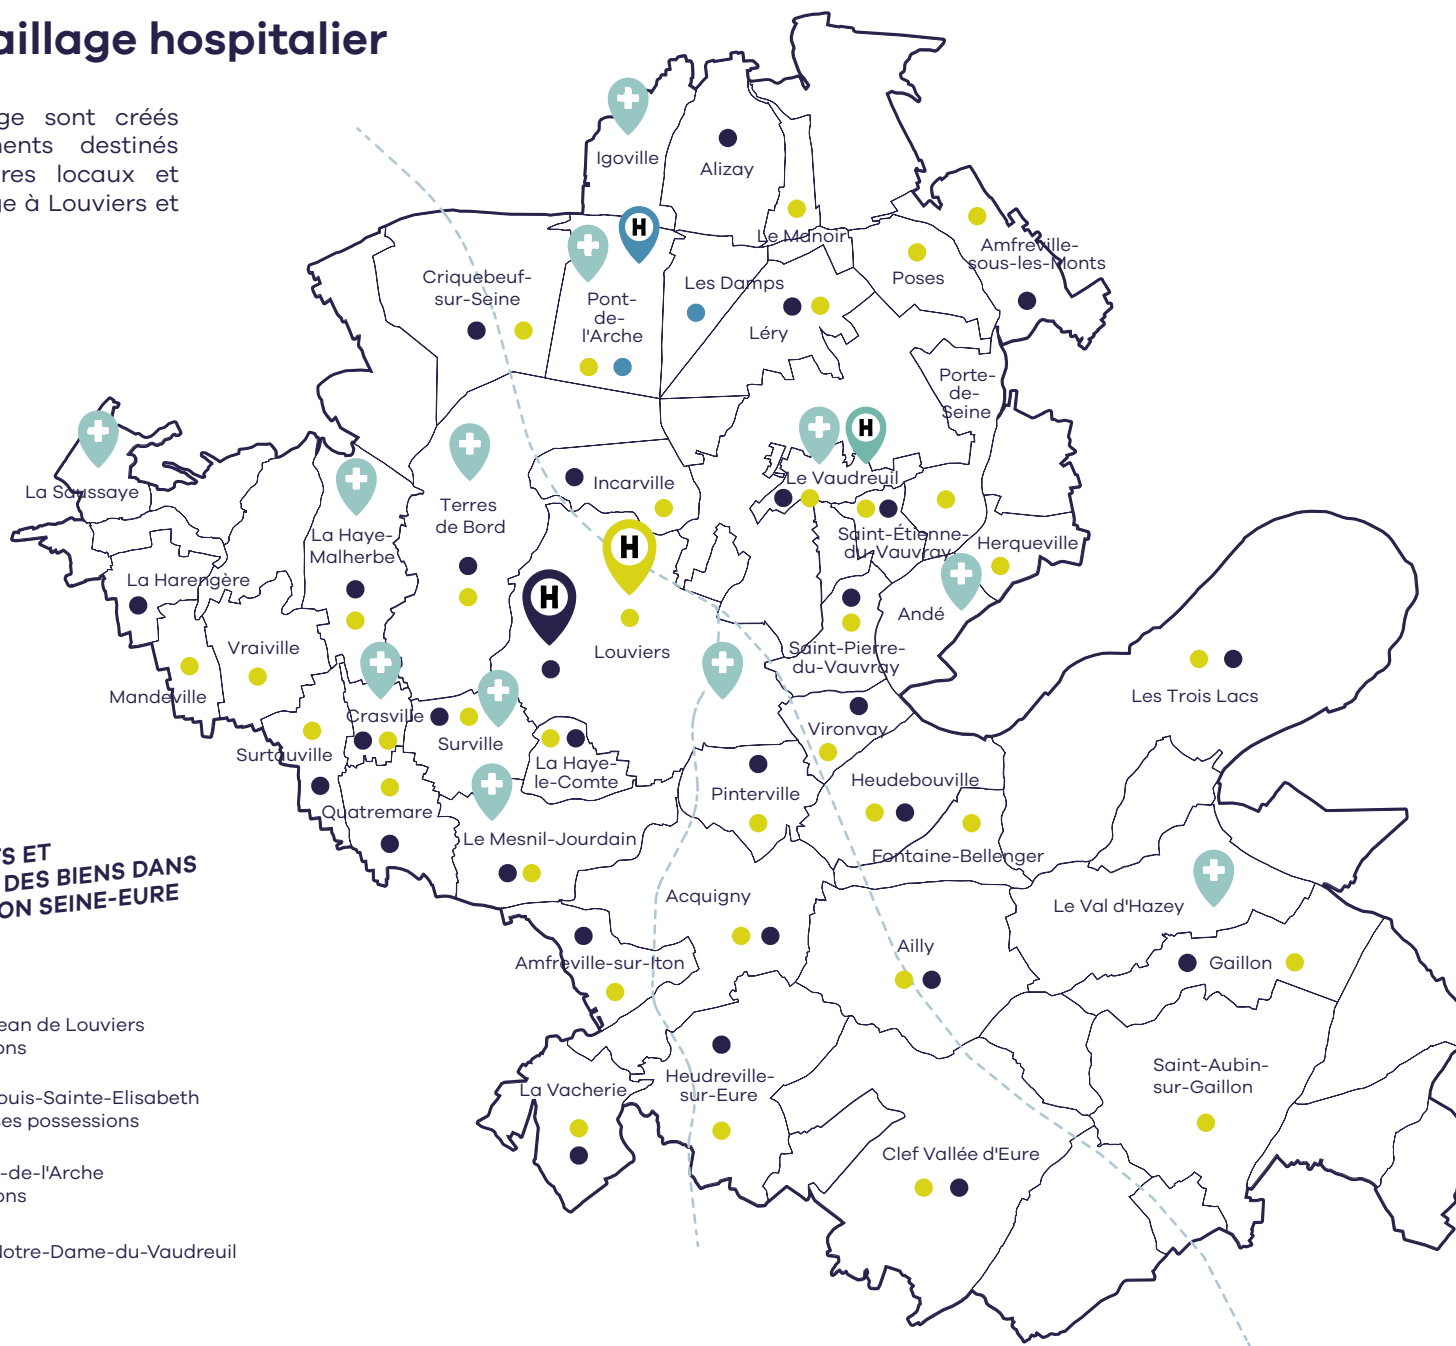 aillage hospitalier
ge sont créés
ents destinés
res locaux et
ge à Louviers et
Igoville
Alizay
Le Manoir
Amfreville-
sous-les-Monts
Poses
Criquebeuf-
sur-Seine
Pont-
de-
l'Arche
Les Damps
Léry
Porte-
de-
Seine
La Saussaye
Terres
de Bord
Incarville
Le Vaudreuil
La Haye-
Malherbe
Saint-Étienne-
du-Vauvray
Herqueville
La Harengère
Andé
Vraiville
Louviers
Saint-Pierre-
du-Vauvray
Mandeville
Les Trois Lacs
Crasville
Surville
Vironvay
Surtauville
La Haye-
le-Comte
Heudebouville
Pinterville
Quatremare
Le Mesnil-Jourdain
Fontaine-Bellenger
TS ET
DES BIENS DANS
ON SEINE-EURE
Acquigny
Le Val d'Hazey
Ailly
Amfreville-sur-Iton
Gaillon
ean de Louviers
ons
Saint-Aubin-
sur-Gaillon
Heudreville-
sur-Eure
La Vacherie
ouis-Sainte-Elisabeth
es possessions
Clef Vallée d'Eure
-de-l'Arche
ons
Notre-Dame-du-Vaudreuil
H
H
H
H